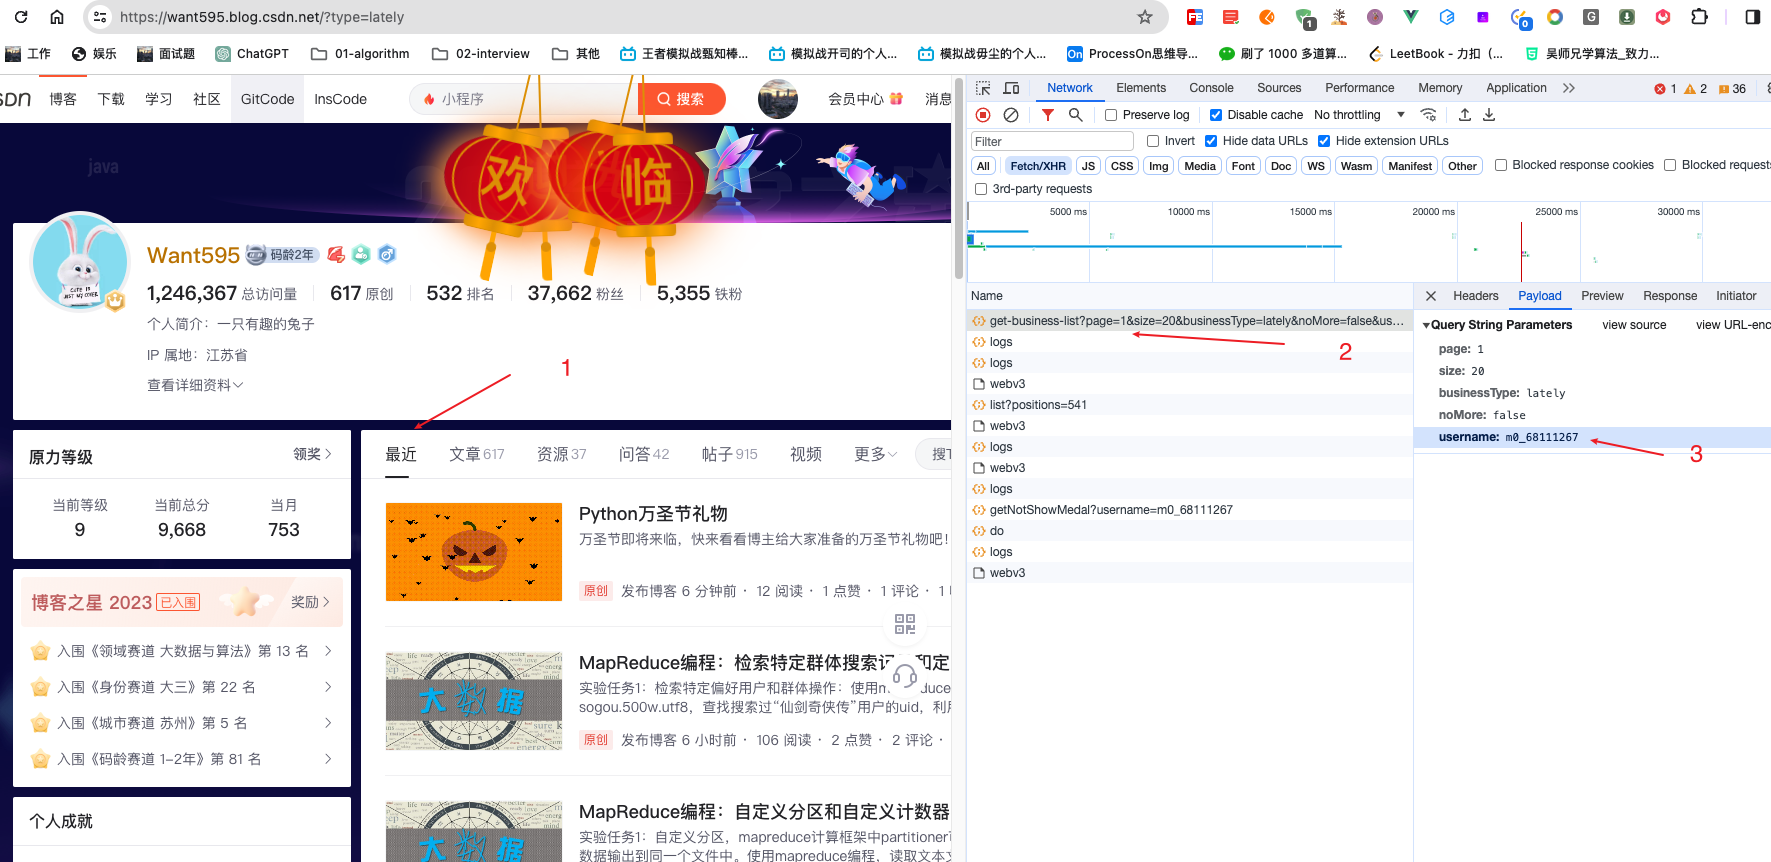 https://want595.blog.csdn.net/?type=lately
工作
娱乐
面试题
ChatGPT
01-algorithm
02-interview
其他
王者模拟战甄知棒...
模拟战开司的个人...
模拟战毋尘的个人...
ProcessOn思维导...
刷了 1000 多道算...
LeetBook - 力扣（...
吴师兄学算法_致力...
博客
下载
学习
社区
GitCode
InsCode
小程序
搜索
会员中心
消息
java
欢
临
Want595
码龄2年
1,246,367 总访问量
617 原创
532 排名
37,662 粉丝
5,355 铁粉
个人简介：一只有趣的兔子
IP 属地：江苏省
查看详细资料
1
原力等级
领奖
当前等级
当前总分
当月
9
9,668
753
博客之星 2023 已入围
奖励
入围《领域赛道 大数据与算法》第 13 名
入围《身份赛道 大三》第 22 名
入围《城市赛道 苏州》第 5 名
入围《码龄赛道 1-2年》第 81 名
个人成就
最近
文章 617
资源 37
问答 42
帖子 915
视频
更多
Python万圣节礼物
万圣节即将来临，快来看看博主给大家准备的万圣节礼物吧！
原创 发布博客 6 分钟前 · 12 阅读 · 1 点赞 · 1 评论 ·
大数据
MapReduce编程：检索特定群体搜索记 和定
实验任务1：检索特定偏好用户和群体操作：使用m duce
sogou.500w.utf8，查找搜索过“仙剑奇侠传”用户的uid，利用
原创 发布博客 6 小时前 · 106 阅读 · 2 点赞 · 2 评论 ·
大数据
MapReduce编程：自定义分区和自定义计数器
实验任务1：自定义分区，mapreduce计算框架中partitioner
数据输出到同一个文件中。使用mapreduce编程，读取文本文
Network
Elements
Console
Sources
Performance
Memory
Application
1
2
36
Preserve log
Disable cache
No throttling
Filter
Invert
Hide data URLs
Hide extension URLs
All
Fetch/XHR
JS
CSS
Img
Media
Font
Doc
WS
Wasm
Manifest
Other
Blocked response cookies
Blocked requests
3rd-party requests
5000 ms
10000 ms
15000 ms
20000 ms
25000 ms
30000 ms
Name
get-business-list?page=1&size=20&businessType=lately&noMore=false&us...
logs
logs
webv3
list?positions=541
webv3
logs
webv3
logs
getNotShowMedal?username=m0_68111267
do
logs
webv3
2
Headers
Payload
Preview
Response
Initiator
Query String Parameters
view source
view URL-enc
page: 1
size: 20
businessType: lately
noMore: false
username: m0_68111267
3